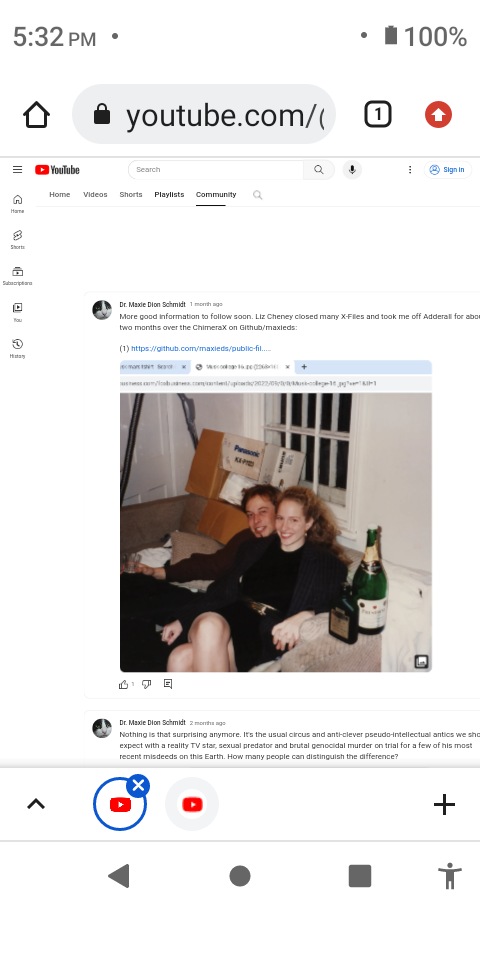 5:32 PM
100%
youtube.com/(
1
YouTube
Search
Sign in
Home Videos Shorts Playlists Community
Home
Shorts
Subscriptions
You
History
Dr. Maxie Dion Schmidt 1 month ago
More good information to follow soon. Liz Cheney closed many X-Files and took me off Adderall for abou
two months over the ChimeraX on Github/maxieds:
(1) https://github.com/maxieds/public-fil....
Panasonic
1
Dr. Maxie Dion Schmidt 2 months ago
Nothing is that surprising anymore. It's the usual circus and anti-clever pseudo-intellectual antics we sho
expect with a reality TV star, sexual predator and brutal genocidal murder on trial for a few of his most
recent misdeeds on this Earth. How many people can distinguish the difference?